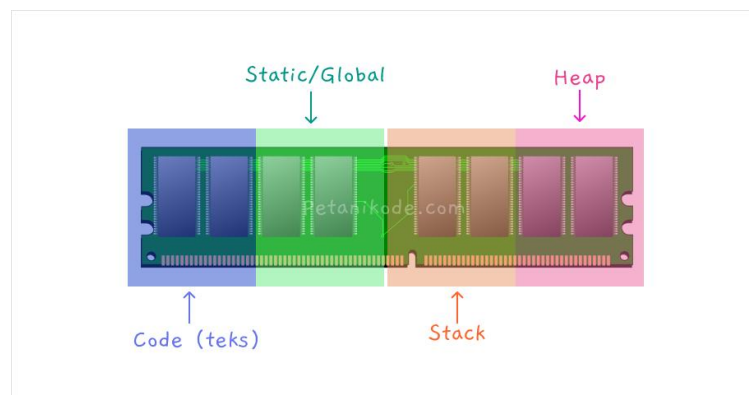 Static/Global
Heap
Petanikode.com
Code (teks)
Stack